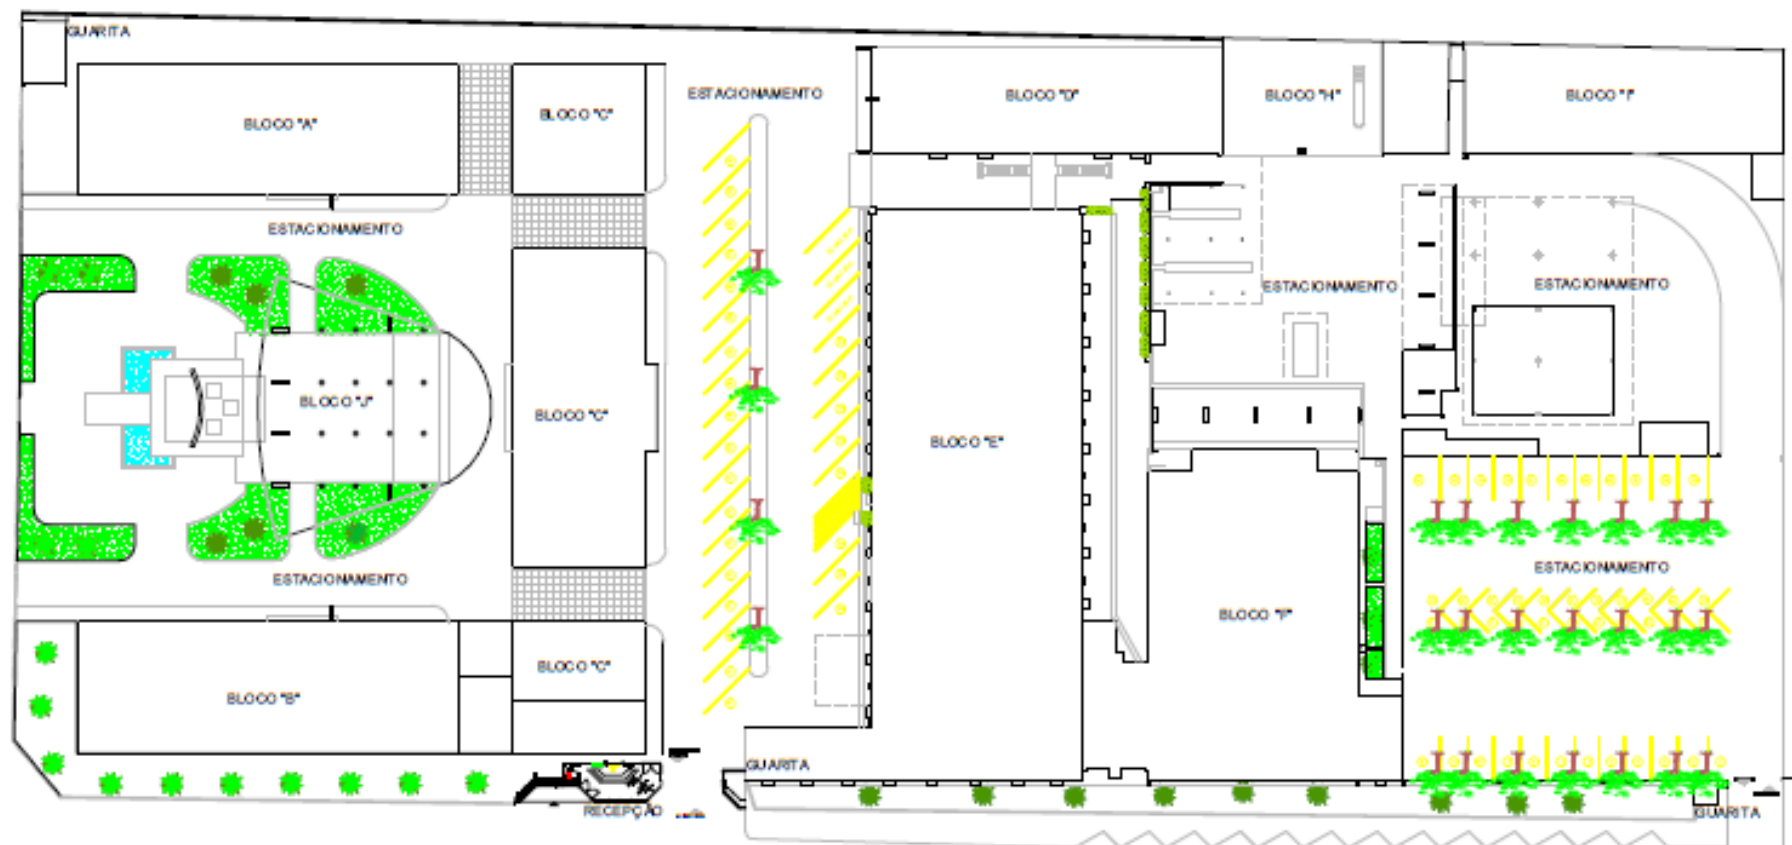 GUARITA
ESTACIONAMENTO
BLOCO "D"
BLOCO "H"
BLOCO "I"
BLOCO "A"
BLOCO "C"
ESTACIONAMENTO
ESTACIONAMENTO
ESTACIONAMENTO
BLOCO "J"
BLOCO "C"
BLOCO "E"
ESTACIONAMENTO
ESTACIONAMENTO
BLOCO "F"
BLOCO "C"
BLOCO "B"
GUARITA
RECEPÇÃO
GUARITA